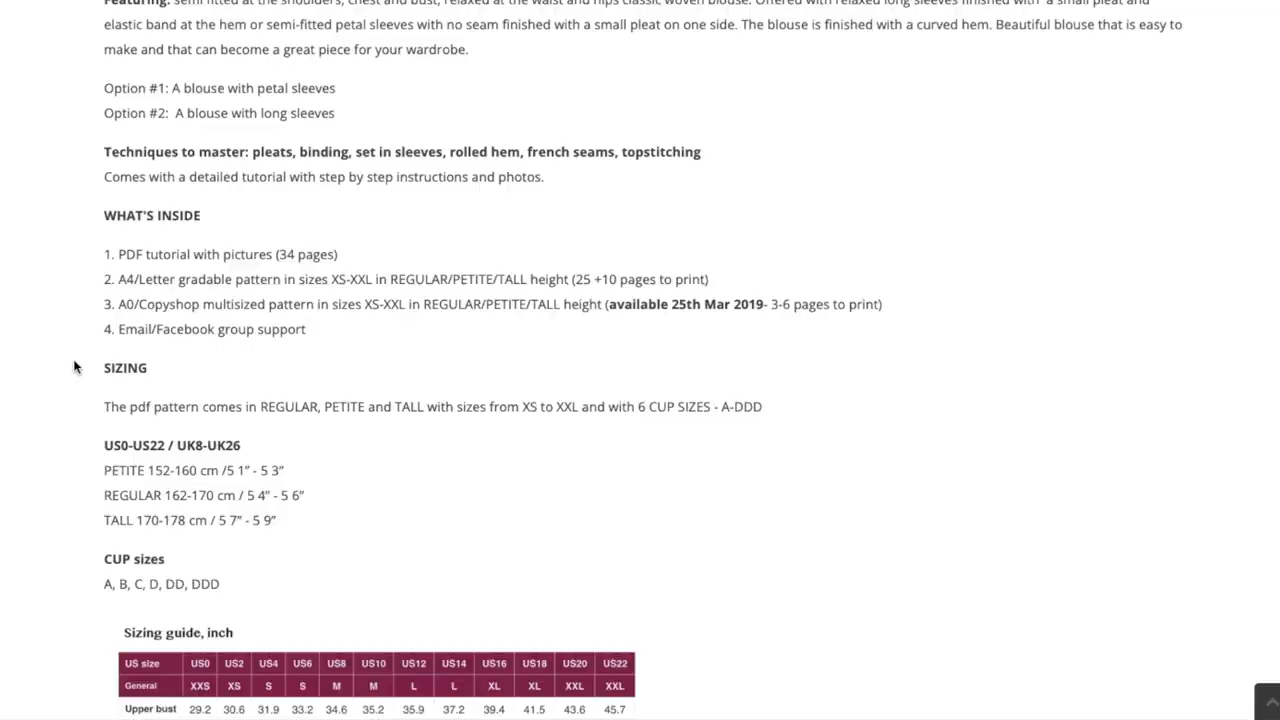 Featuring: semi fitted at the shoulders, chest and bust, relaxed at the waist and hips classic woven blouse. Offered with relaxed long sleeves finished with  a small pleat and
elastic band at the hem or semi-fitted petal sleeves with no seam finished with a small pleat on one side. The blouse is finished with a curved hem. Beautiful blouse that is easy to
make and that can become a great piece for your wardrobe.
Option #1: A blouse with petal sleeves
Option #2:  A blouse with long sleeves
Techniques to master: pleats, binding, set in sleeves, rolled hem, french seams, topstitching
Comes with a detailed tutorial with step by step instructions and photos.
WHAT'S INSIDE
1. PDF tutorial with pictures (34 pages)
2. A4/Letter gradable pattern in sizes XS-XXL in REGULAR/PETITE/TALL height (25 +10 pages to print)
3. A0/Copyshop multisized pattern in sizes XS-XXL in REGULAR/PETITE/TALL height (available 25th Mar 2019- 3-6 pages to print)
4. Email/Facebook group support
SIZING
The pdf pattern comes in REGULAR, PETITE and TALL with sizes from XS to XXL and with 6 CUP SIZES - A-DDD
US0-US22 / UK8-UK26
PETITE 152-160 cm /5 1” - 5 3”
REGULAR 162-170 cm / 5 4” - 5 6”
TALL 170-178 cm / 5 7” - 5 9”
CUP sizes
A, B, C, D, DD, DDD
Sizing guide, inch
US size US0 US2 US4 US6 US8 US10 US12 US14 US16 US18 US20 US22
General XXS XS S S M M L L XL XL XXL XXL
Upper bust 29.2 30.6 31.9 33.2 34.6 35.2 35.9 37.2 39.4 41.5 43.6 45.7